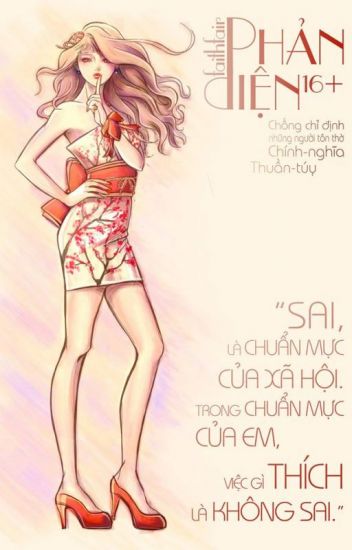 faithfair
PHẢN
DIỆN 16+
Chống chỉ định
những người tôn thờ
Chính-nghĩa
Thuần-túy
"SAI,
LÀ CHUẨN MỰC
CỦA XÃ HỘI.
TRONG CHUẨN MỰC
CỦA EM,
VIỆC GÌ THÍCH
LÀ KHÔNG SAI."